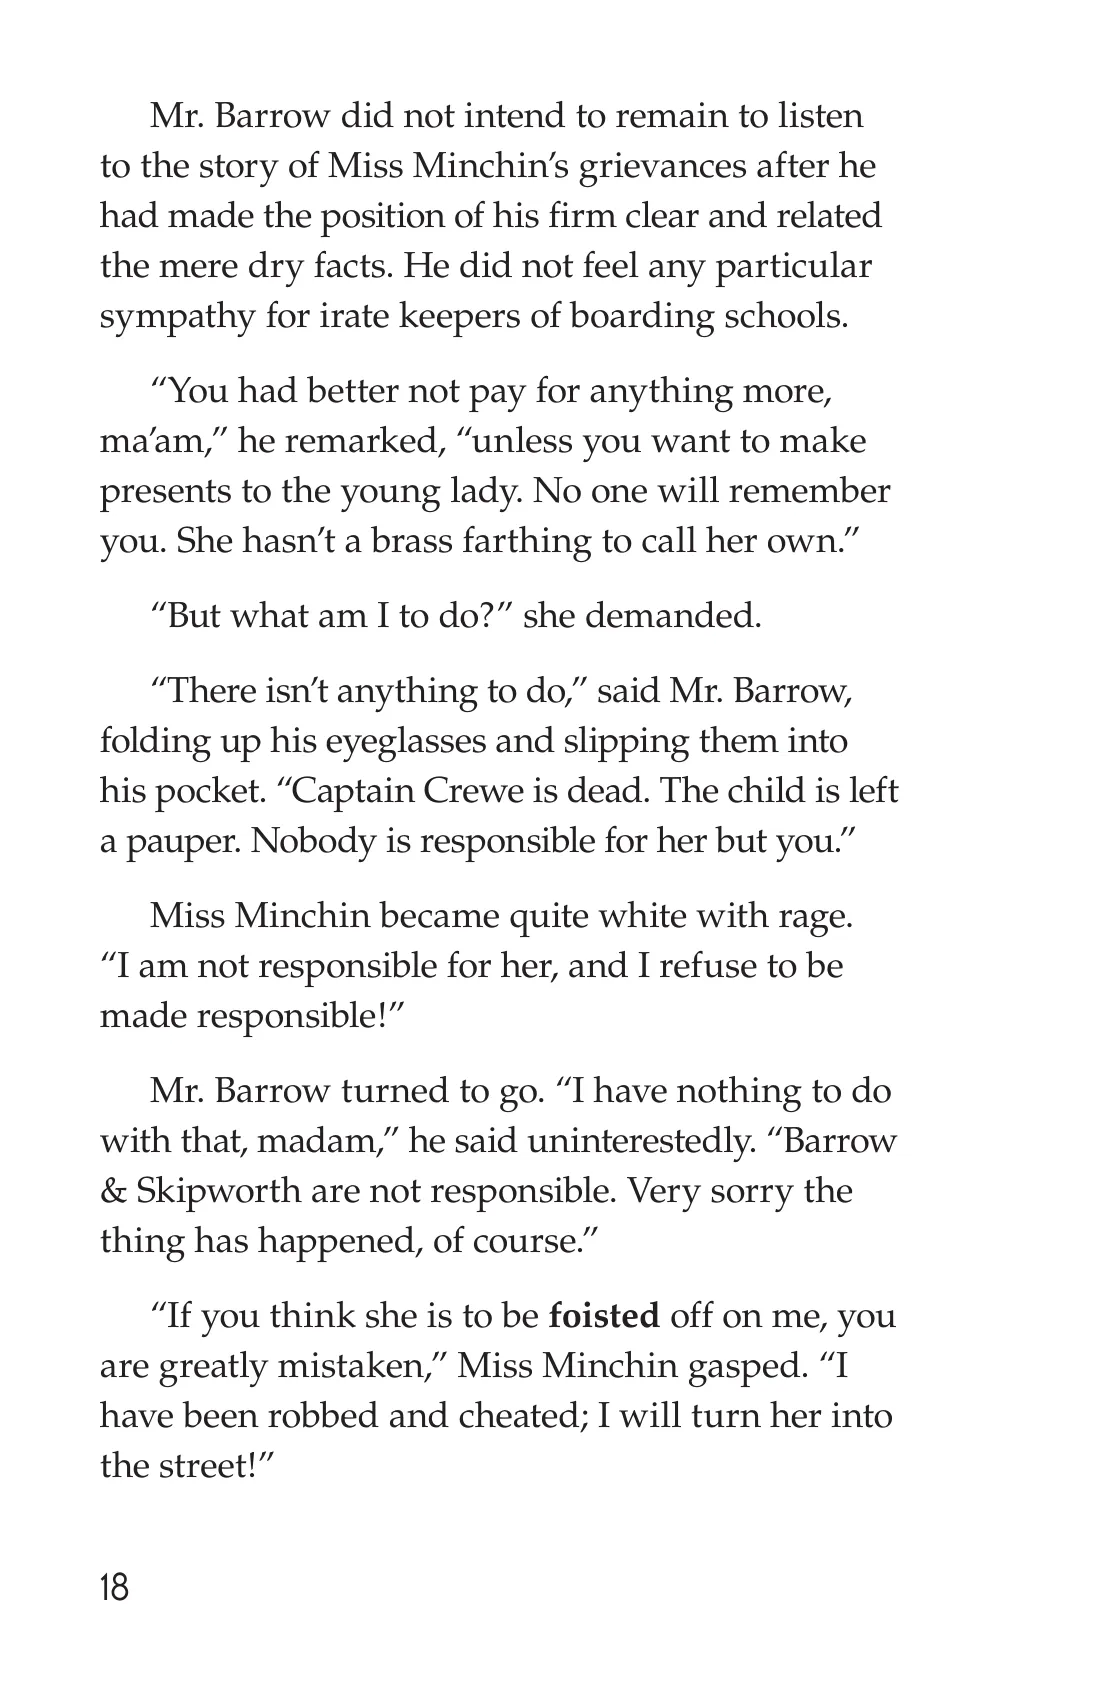 Mr. Barrow did not intend to remain to listen
to the story of Miss Minchin’s grievances after he
had made the position of his firm clear and related
the mere dry facts. He did not feel any particular
sympathy for irate keepers of boarding schools.
“You had better not pay for anything more,
ma’am,” he remarked, “unless you want to make
presents to the young lady. No one will remember
you. She hasn’t a brass farthing to call her own.”
“But what am I to do?” she demanded.
“There isn’t anything to do,” said Mr. Barrow,
folding up his eyeglasses and slipping them into
his pocket. “Captain Crewe is dead. The child is left
a pauper. Nobody is responsible for her but you.”
Miss Minchin became quite white with rage.
“I am not responsible for her, and I refuse to be
made responsible!”
Mr. Barrow turned to go. “I have nothing to do
with that, madam,” he said uninterestedly. “Barrow
& Skipworth are not responsible. Very sorry the
thing has happened, of course.”
“If you think she is to be foisted off on me, you
are greatly mistaken,” Miss Minchin gasped. “I
have been robbed and cheated; I will turn her into
the street!”
18